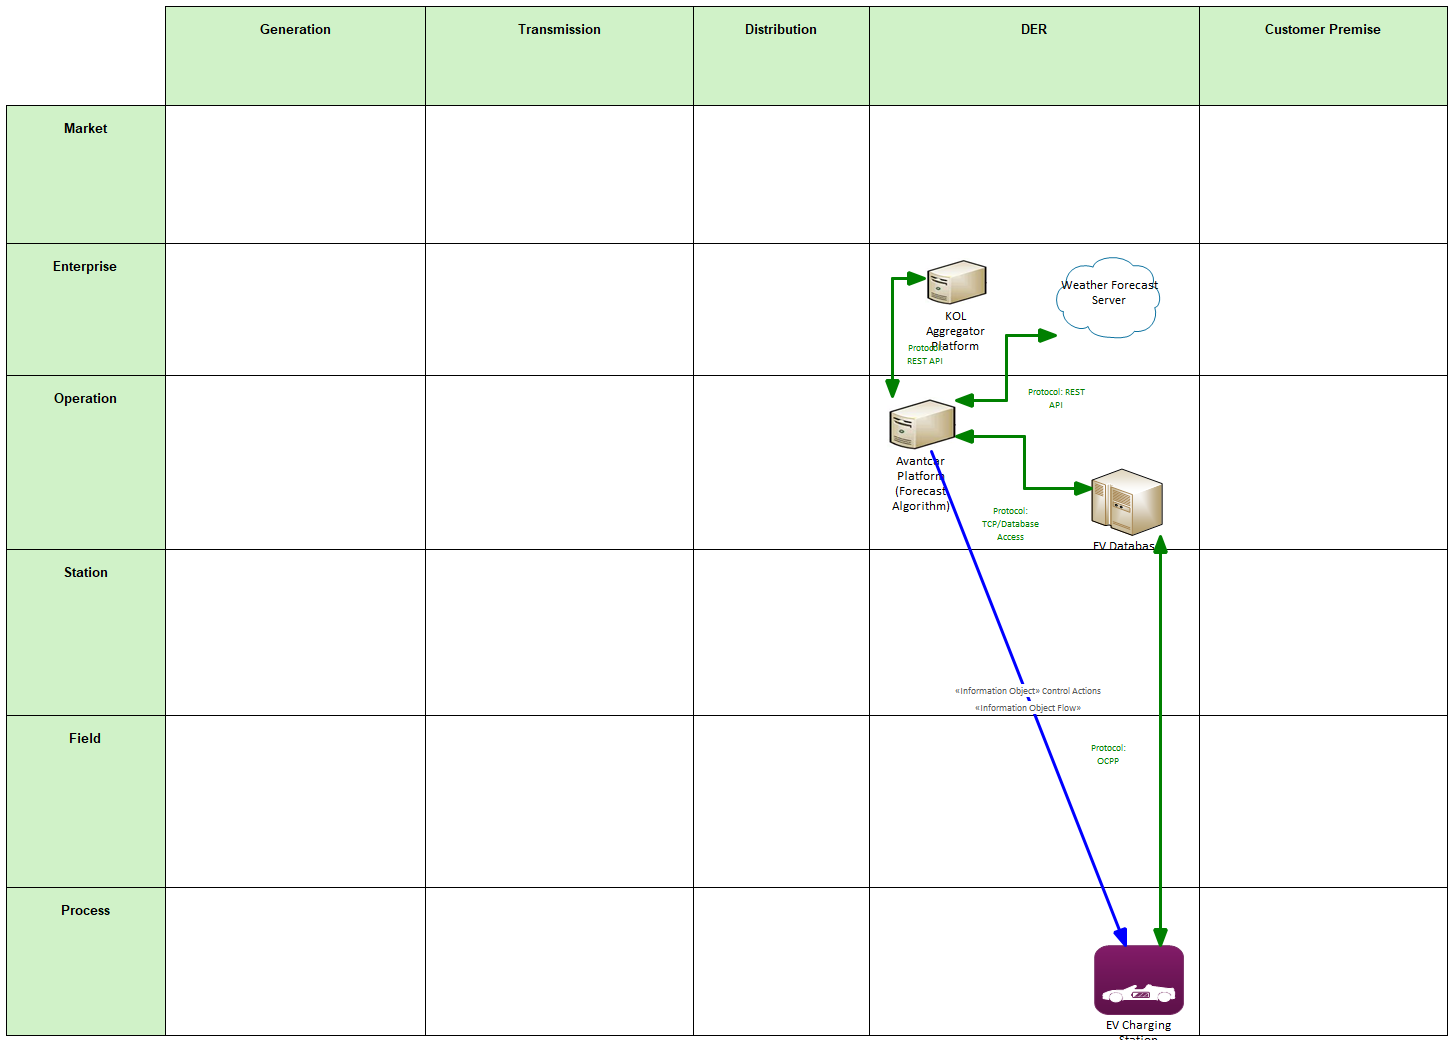 Generation
Transmission
Distribution
DER
Customer Premise
Market
Enterprise
KOL
Aggregator
Platform
Weather Forecast
Server
Protocol:
REST API
Operation
Protocol: REST
API
Avantcar
Platform
(Forecast
Algorithm)
Protocol:
TCP/Database
Access
EV Database
Station
«Information Object» Control Actions
«Information Object Flow»
Field
Protocol:
OCPP
Process
EV Charging
Station